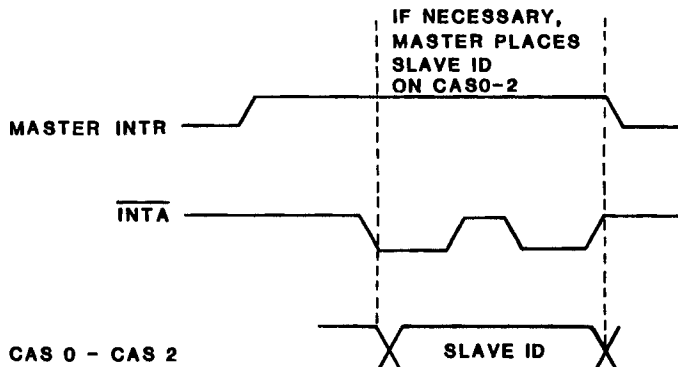 IF NECESSARY,
MASTER PLACES
SLAVE ID
ON CAS0-2
MASTER INTR
INTA
CAS 0 - CAS 2
SLAVE ID